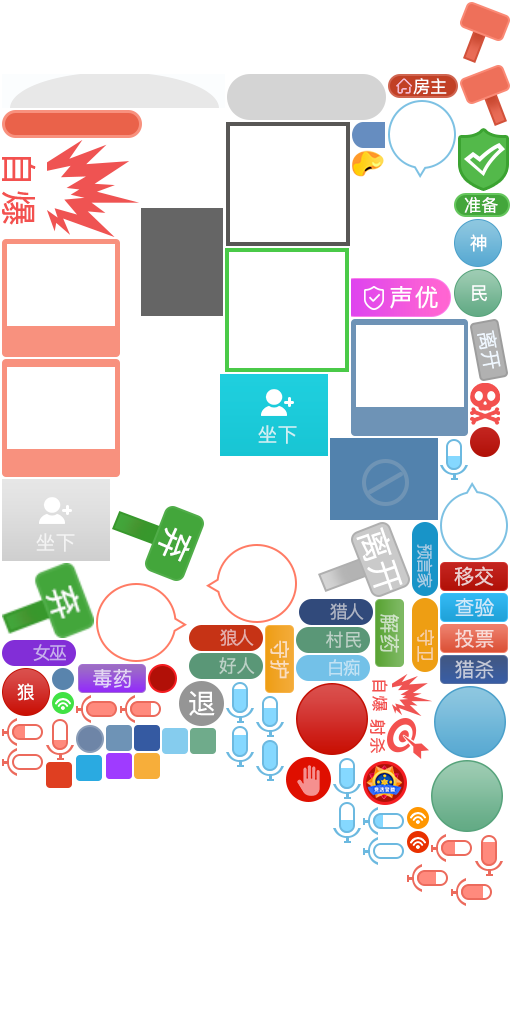 房主
自爆
准备
神
声优
民
离开
坐下
坐下
弃
离开
预言家
移交
弃
猎人
解药
守卫
查验
狼人
守护
村民
投票
女巫
好人
白痴
猎杀
狼
毒药
退
自爆
射杀